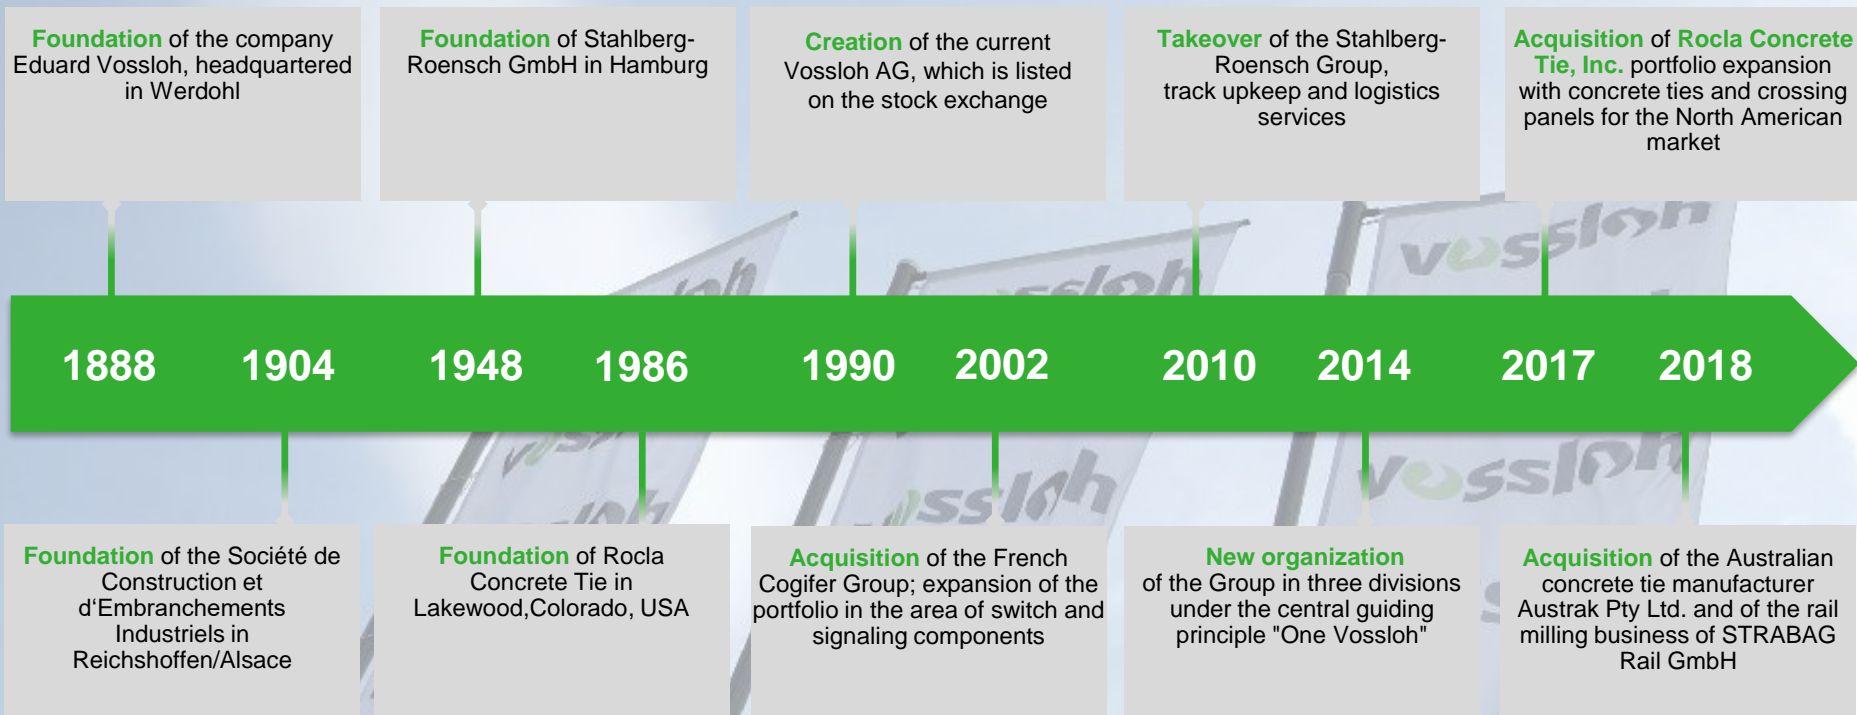 Foundation of the company
Eduard Vossloh, headquartered
in Werdohl
Foundation of Stahlberg-
Roensch GmbH in Hamburg
Creation of the current
Vossloh AG, which is listed
on the stock exchange
Takeover of the Stahlberg-
Roensch Group,
track upkeep and logistics
services
Acquisition of Rocla Concrete
Tie, Inc. portfolio expansion
with concrete ties and crossing
panels for the North American
market
vossloh
1888 1904 1948 1986 1990 2002 2010 2014 2017 2018
vossloh
Foundation of the Société de
Construction et
d‘Embranchements
Industriels in
Reichshoffen/Alsace
Foundation of Rocla
Concrete Tie in
Lakewood,Colorado, USA
Acquisition of the French
Cogifer Group; expansion of the
portfolio in the area of switch and
signaling components
New organization
of the Group in three divisions
under the central guiding
principle "One Vossloh"
Acquisition of the Australian
concrete tie manufacturer
Austrak Pty Ltd. and of the rail
milling business of STRABAG
Rail GmbH